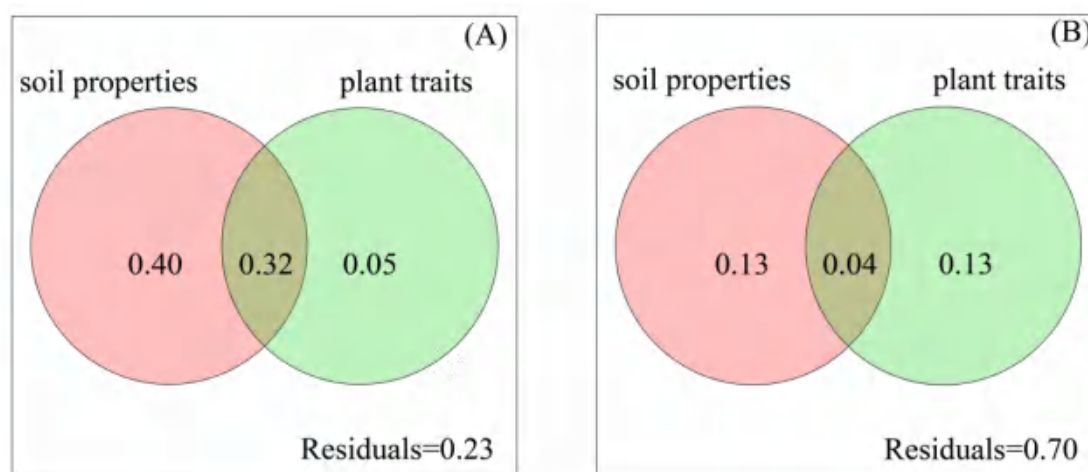 (A)
soil properties plant traits
0.40 0.32 0.05
Residuals=0.23
(B)
soil properties plant traits
0.13 0.04 0.13
Residuals=0.70